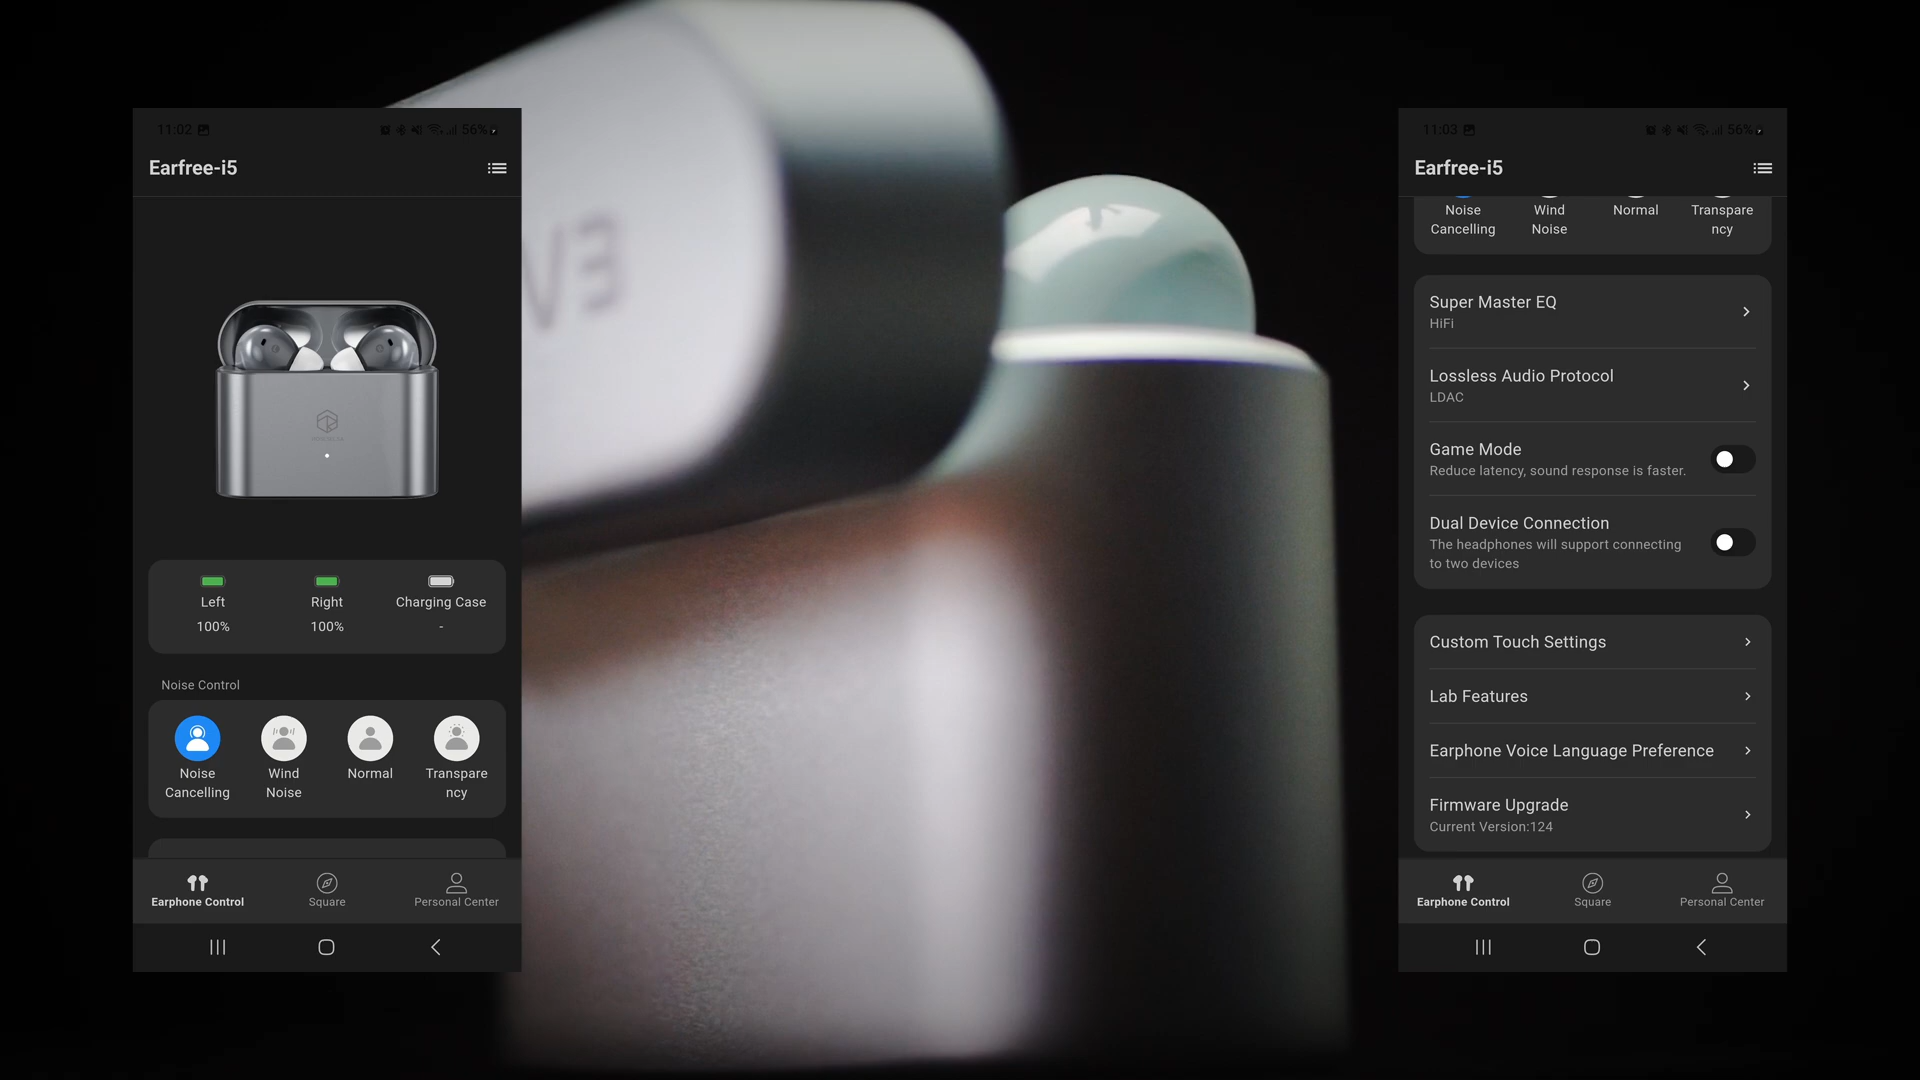 11:02
56%
Earfree-i5
Left
Right
Charging Case
100%
100%
-
Noise Control
Noise
Cancelling
Wind
Noise
Normal
Transpare
ncy
Earphone Control
Square
Personal Center
V3
11:03
56%
Earfree-i5
Noise
Cancelling
Wind
Noise
Normal
Transpare
ncy
Super Master EQ
HiFi
Lossless Audio Protocol
LDAC
Game Mode
Reduce latency, sound response is faster.
Dual Device Connection
The headphones will support connecting
to two devices
Custom Touch Settings
Lab Features
Earphone Voice Language Preference
Firmware Upgrade
Current Version:124
Earphone Control
Square
Personal Center